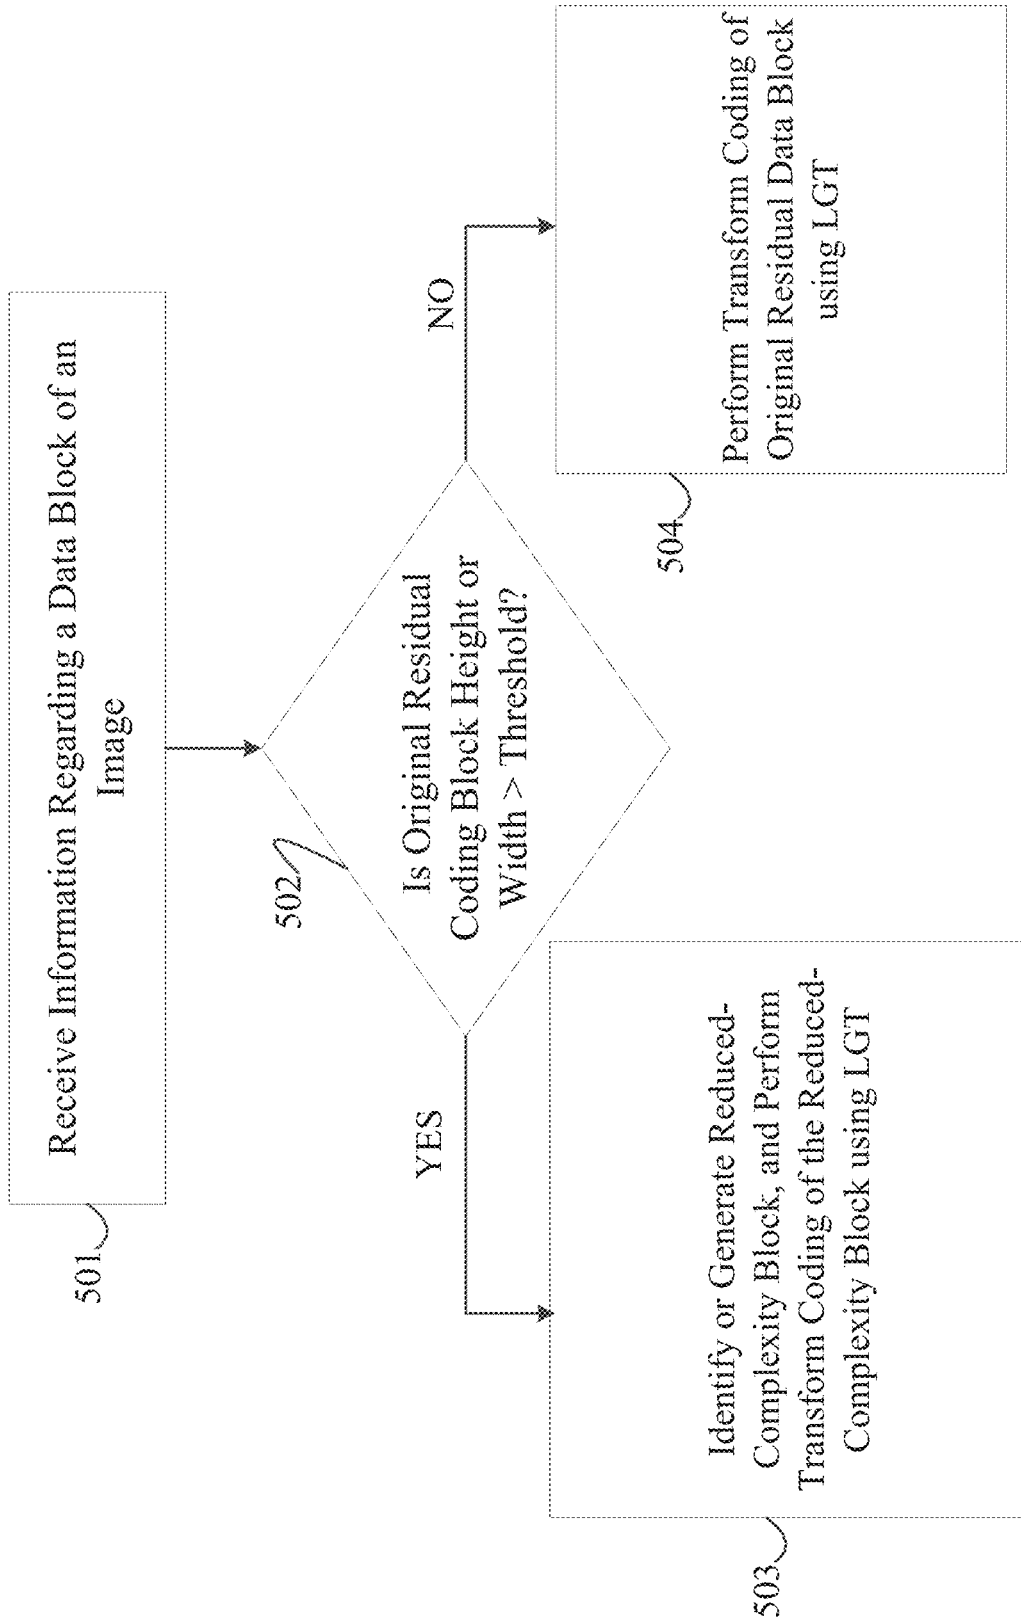 Receive Information Regarding a Data Block of an
Image
501
Is Original Residual
Coding Block Height or
Width > Threshold?
502
YES
NO
Identify or Generate Reduced-
Complexity Block, and Perform
Transform Coding of the Reduced-
Complexity Block using LGT
503
Perform Transform Coding of
Original Residual Data Block
using LGT
504